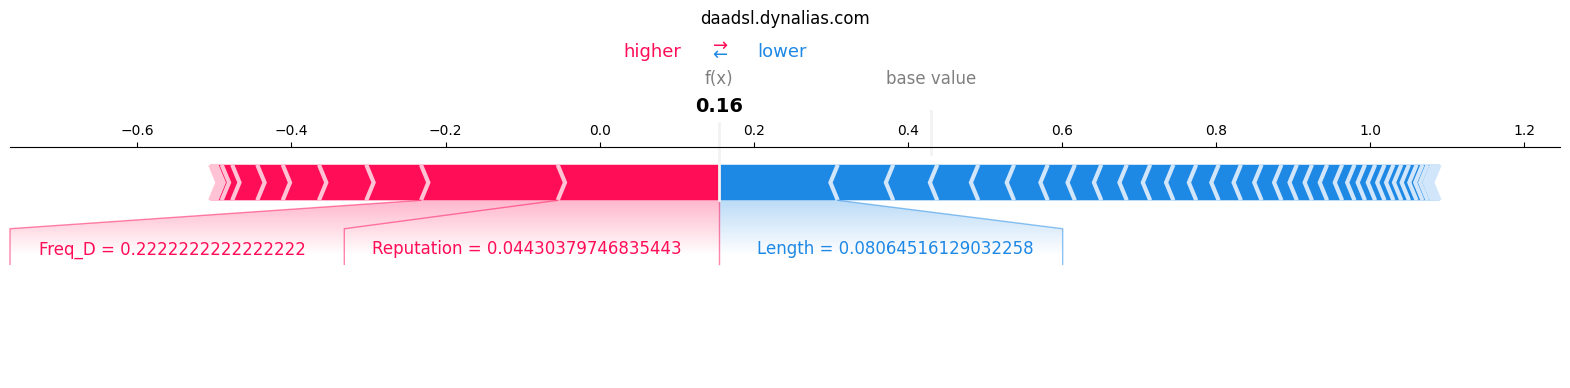 daadsl.dynalias.com
higher ⇄ lower
f(x) base value
0.16
−0.6 −0.4 −0.2 0.0 0.2 0.4 0.6 0.8 1.0 1.2
Freq_D = 0.2222222222222222 Reputation = 0.04430379746835443 Length = 0.08064516129032258